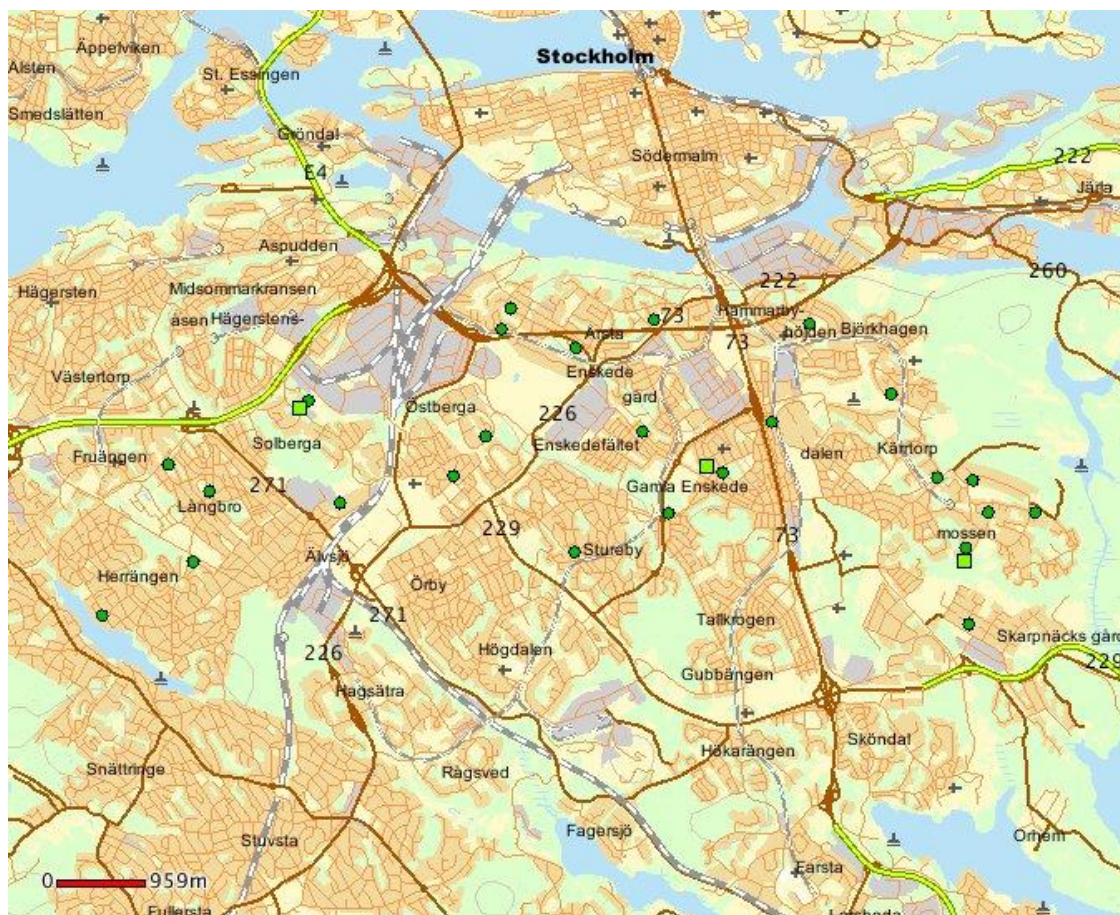 Äppelviken
Stockholm
Alsten
St. Essingen
Smedslätten
Gröndal
Södermalm
222
E4
Järla
Aspudden
260
Hägersten
Midsommarkransen
222
åsen Hägerstens-
73
Hammarby-
Årsta
höjden Björkhagen
73
Västertorp
Enskede
gård
Östberga
226
Solberga
Enskedefältet
dalen
Kärrtorp
Fruängen
271
Gamla Enskede
Långbro
229
73
mossen
Älvsjö
Stureby
Herrängen
Örby
271
Tallkrogen
Skarpnäcks gård
226
Högdalen
229
Gubbängen
Hagsätra
Sköndal
Hökarängen
Snättringe
Rågsved
Fagersjö
Orhem
Stuvsta
Farsta
0 959m
Fullersta
Larsboda